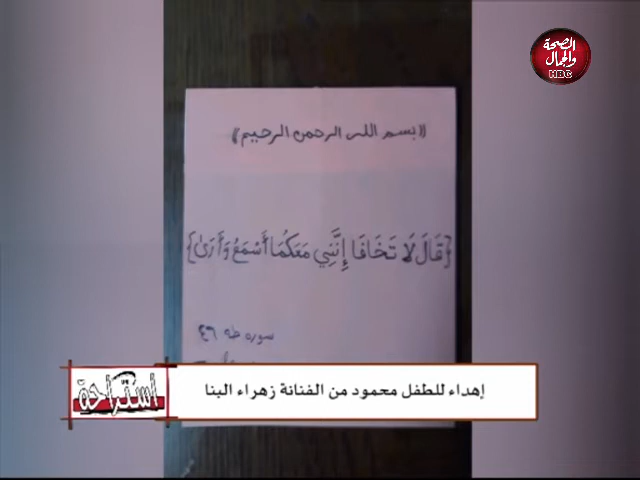 الصحة
والجمال
HBC
((بسم الله الرحمن الرحيم))
{قَالَ لَا تَخَافَا إِنَّنِي مَعَكُمَا أَسْمَعُ وَأَرَىٰ}
سوره طه ٤٦
إهداء للطفل محمود من الفنانة زهراء البنا
استراحة